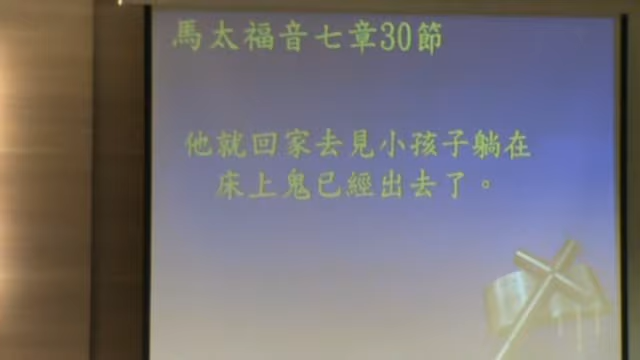 馬太福音七章30節
他就回家去見小孩子躺在
床上鬼已經出去了。